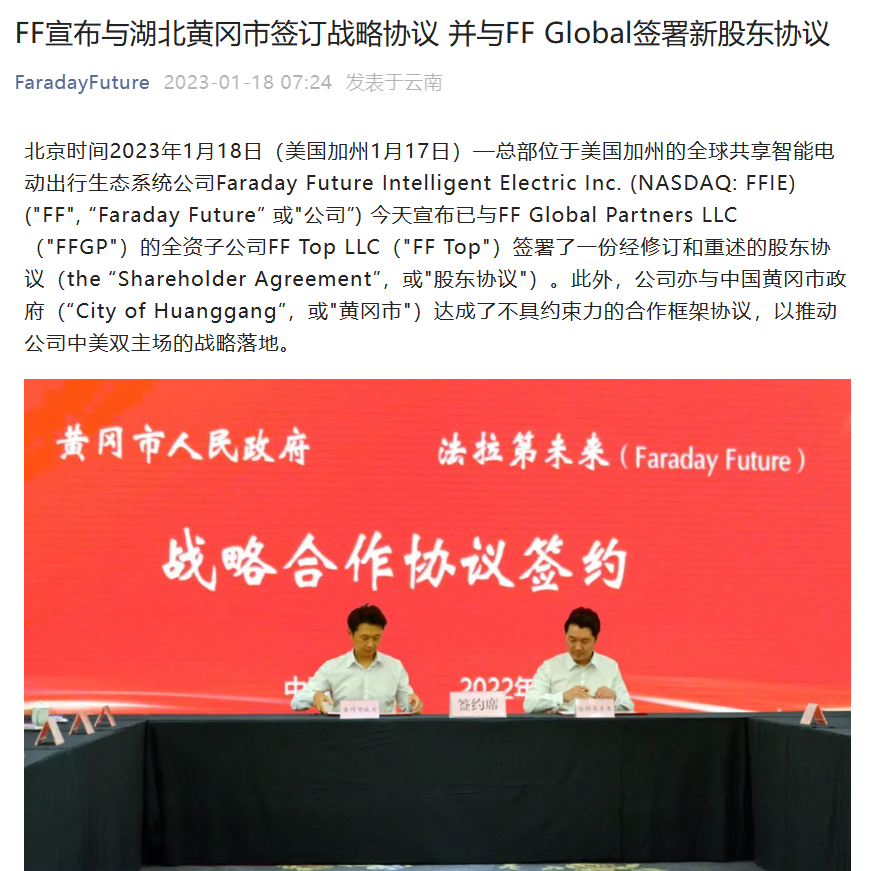 FF宣布与湖北黄冈市签订战略协议 并与FF Global签署新股东协议
FaradayFuture 2023-01-18 07:24 发表于云南
北京时间2023年1月18日（美国加州1月17日）—总部位于美国加州的全球共享智能电
动出行生态系统公司Faraday Future Intelligent Electric Inc. (NASDAQ: FFIE)
("FF", “Faraday Future” 或"公司”) 今天宣布已与FF Global Partners LLC
（"FFGP"）的全资子公司FF Top LLC（"FF Top"）签署了一份经修订和重述的股东协
议（the “Shareholder Agreement“，或"股东协议"）。此外，公司亦与中国黄冈市政
府（“City of Huanggang”，或"黄冈市"）达成了不具约束力的合作框架协议，以推动
公司中美双主场的战略落地。
黄冈市人民政府 法拉第未来（Faraday Future）
战略合作协议签约
中 2022年
签约席